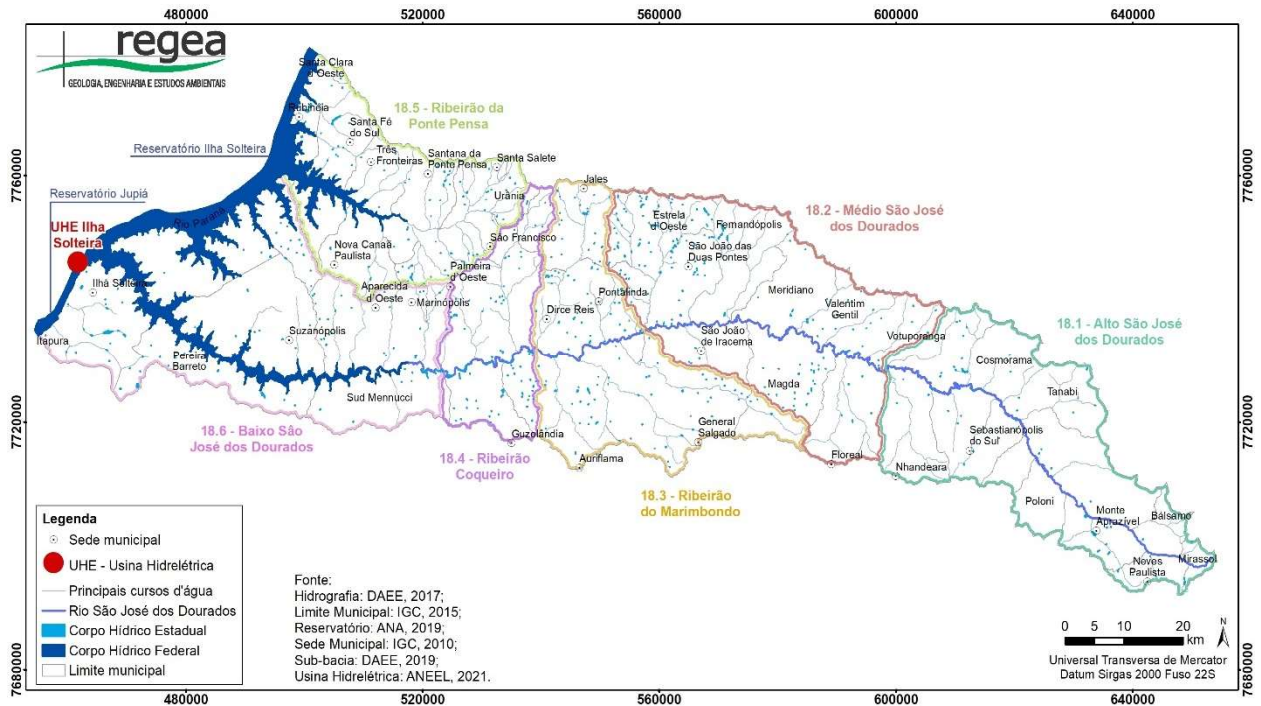 480000
520000
560000
600000
640000
regea
GEOLOGIA, ENGENHARIA E ESTUDOS AMBIENTAIS
7760000
7720000
7680000
7760000
7720000
7680000
Santa Clara
d'Oeste
Rubinéia
18.5 - Ribeirão da
Ponte Pensa
Santa Fé
do Sul
Três
Fronteiras
Santana da
Ponte Pensa
Santa Salete
Reservatório Ilha Solteira
Reservatório Jupiá
UHE Ilha
Solteira
Rio Paraná
Urânia
Jales
São Francisco
Nova Canaã
Paulista
Palmeira
d'Oeste
Aparecida
d'Oeste
Marinópolis
Ilha Solteira
Itapura
Suzanápolis
Pereira
Barreto
Sud Mennucci
18.6 - Baixo São
José dos Dourados
18.4 - Ribeirão
Coqueiro
Guzolândia
Dirce Reis
Pontalinda
Estrela
d'Oeste
Fernandópolis
São João das
Duas Pontes
18.2 - Médio São José
dos Dourados
Meridiano
Valentim
Gentil
São João
de Iracema
Magda
General
Salgado
Auriflama
18.3 - Ribeirão
do Marimbondo
Floreal
Votuporanga
18.1 - Alto São José
dos Dourados
Cosmorama
Tanabi
Sebastianópolis
do Sul
Nhandeara
Poloni
Monte
Aprazível
Bálsamo
Neves
Paulista
Mirassol
Legenda
Sede municipal
UHE - Usina Hidrelétrica
Principais cursos d'água
Rio São José dos Dourados
Corpo Hídrico Estadual
Corpo Hídrico Federal
Limite municipal
Fonte:
Hidrografia: DAEE, 2017;
Limite Municipal: IGC, 2015;
Reservatório: ANA, 2019;
Sede Municipal: IGC, 2010;
Sub-bacia: DAEE, 2019;
Usina Hidrelétrica: ANEEL, 2021.
0 5 10 20
km
N
Universal Transversa de Mercator
Datum Sirgas 2000 Fuso 22S
480000
520000
560000
600000
640000